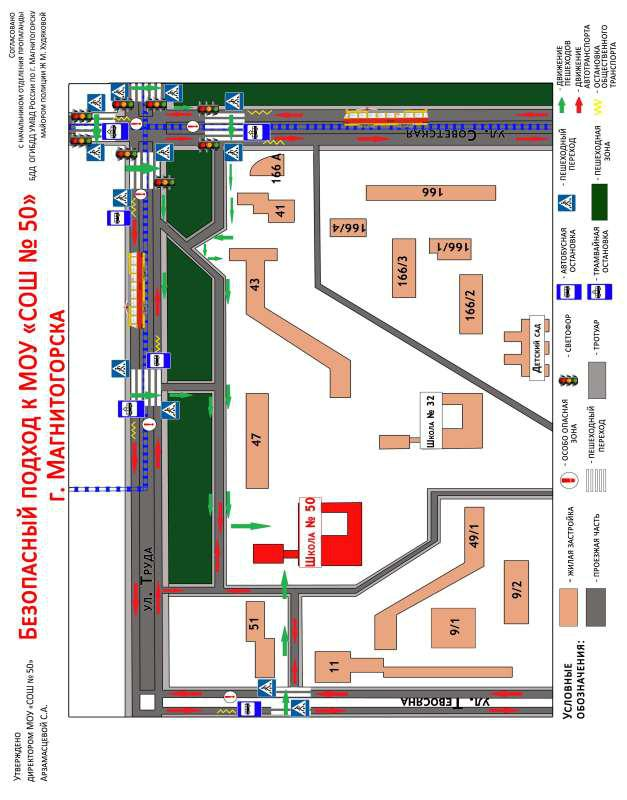 Утверждено
директором МОУ «СОШ № 50»
Арзамасцевой С.А.
Безопасный подход к МОУ «СОШ № 50»
г. Магнитогорска
Согласовано
с начальником отделения пропаганды
БДД ОГИБДД УМВД России по г. Магнитогорску
майором полиции Ж М. Худяковой
ул. Труда
ул. Советская
ул. Тевосяна
166 А
41
43
47
51
11
166
166/4
166/3
166/1
166/2
Детский сад
Школа № 32
Школа № 50
49/1
9/1
9/2
Условные
обозначения:
- жилая застройка
- проезжая часть
- особо опасная
зона
- пешеходный
переход
- светофор
- тротуар
- автобусная
остановка
- трамвайная
остановка
- пешеходный
переход
- пешеходная
зона
- движение
пешеходов
- движение
автотранспорта
- остановка
общественного
транспорта